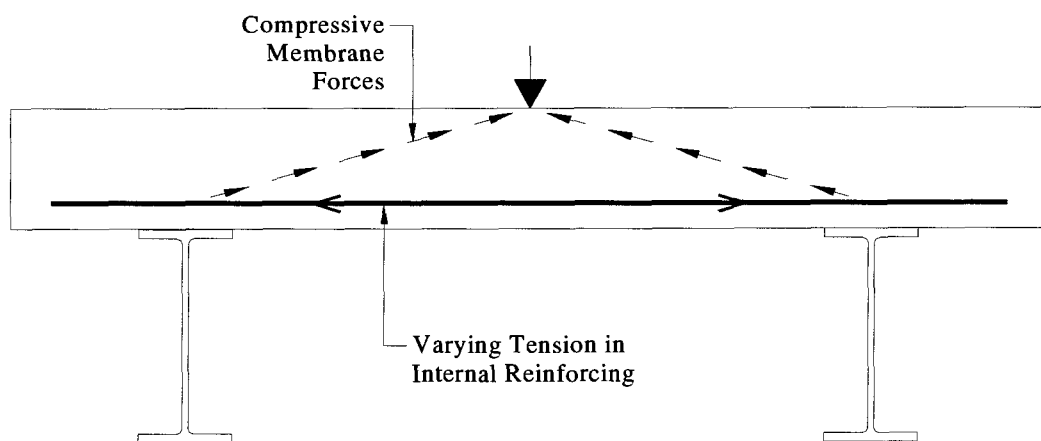 Compressive
Membrane
Forces
Varying Tension in
Internal Reinforcing